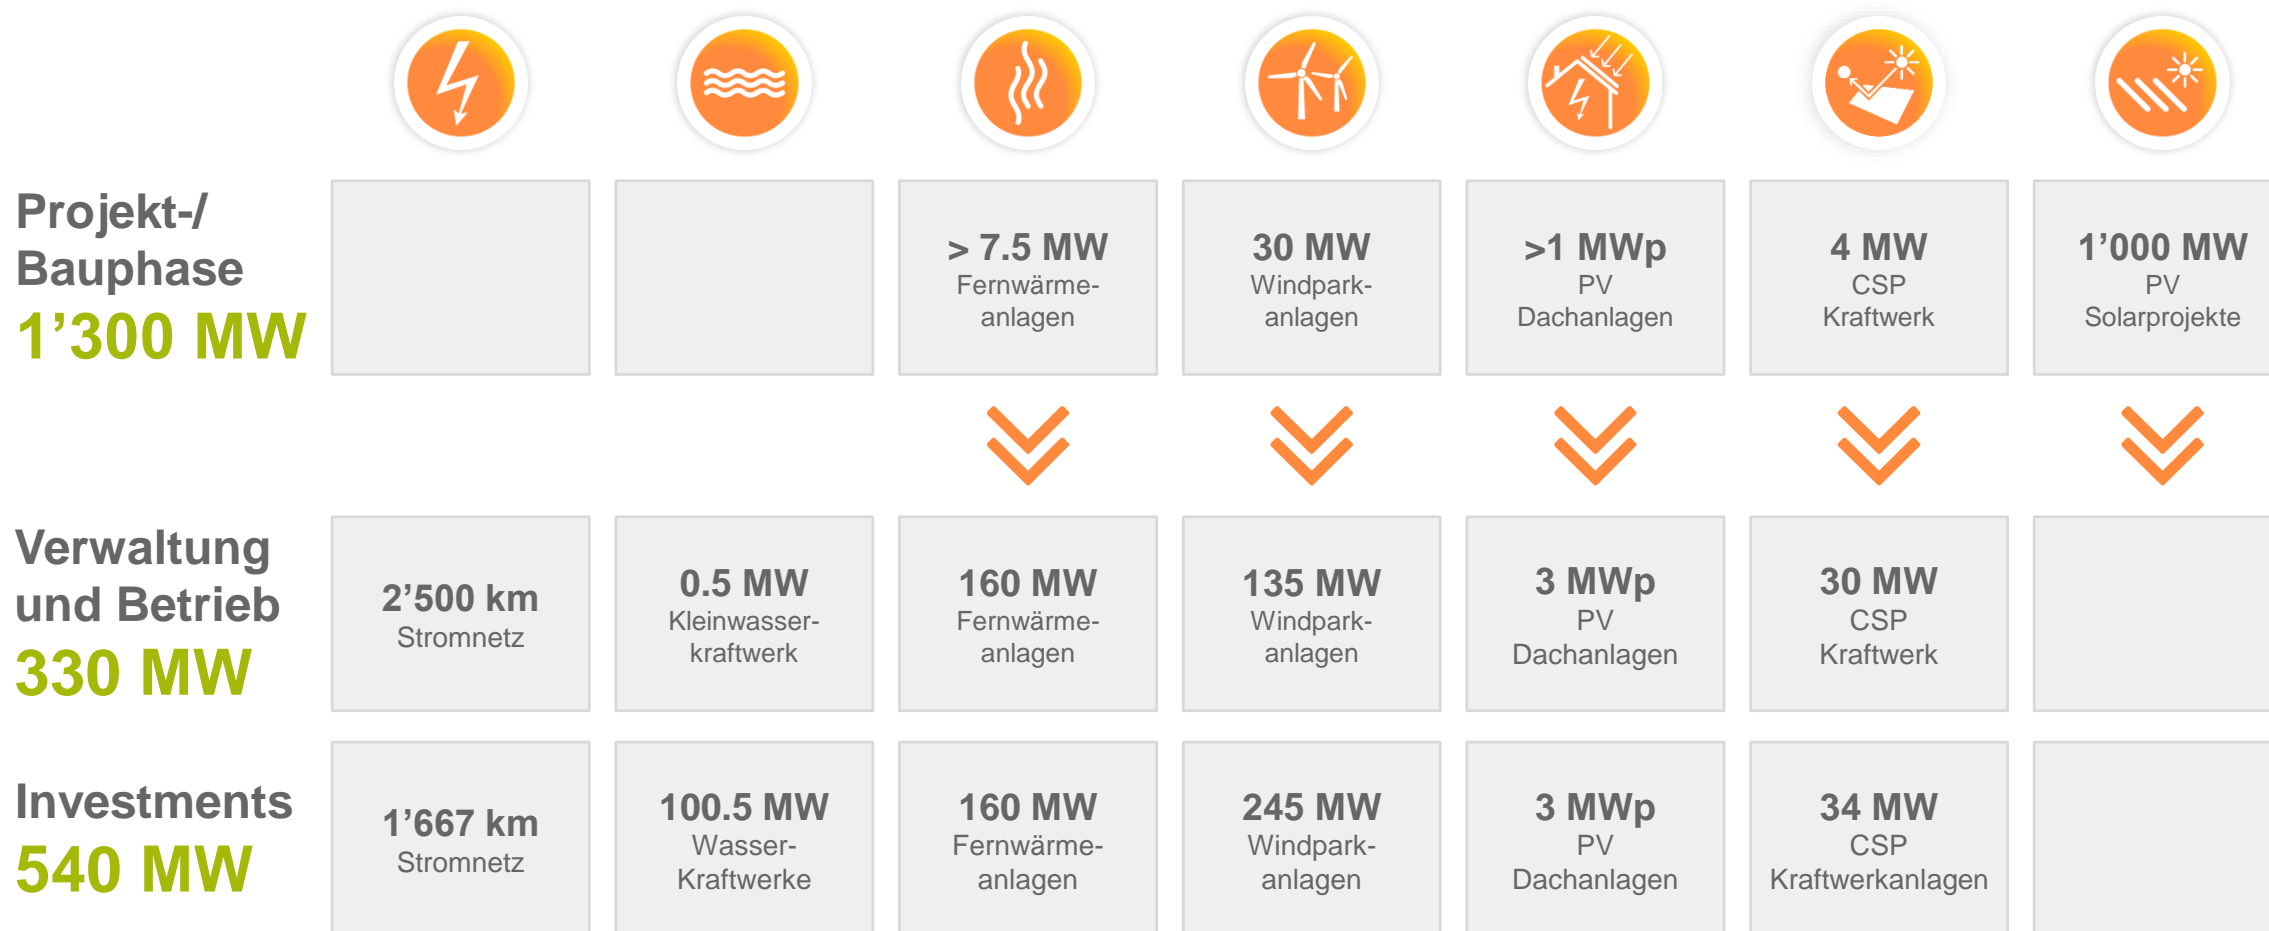 Projekt-/
Bauphase
1’300 MW
> 7.5 MW
Fernwärme-
anlagen
30 MW
Windpark-
anlagen
>1 MWp
PV
Dachanlagen
4 MW
CSP
Kraftwerk
1’000 MW
PV
Solarprojekte
Verwaltung
und Betrieb
330 MW
2’500 km
Stromnetz
0.5 MW
Kleinwasser-
kraftwerk
160 MW
Fernwärme-
anlagen
135 MW
Windpark-
anlagen
3 MWp
PV
Dachanlagen
30 MW
CSP
Kraftwerk
Investments
540 MW
1’667 km
Stromnetz
100.5 MW
Wasser-
Kraftwerke
160 MW
Fernwärme-
anlagen
245 MW
Windpark-
anlagen
3 MWp
PV
Dachanlagen
34 MW
CSP
Kraftwerkanlagen